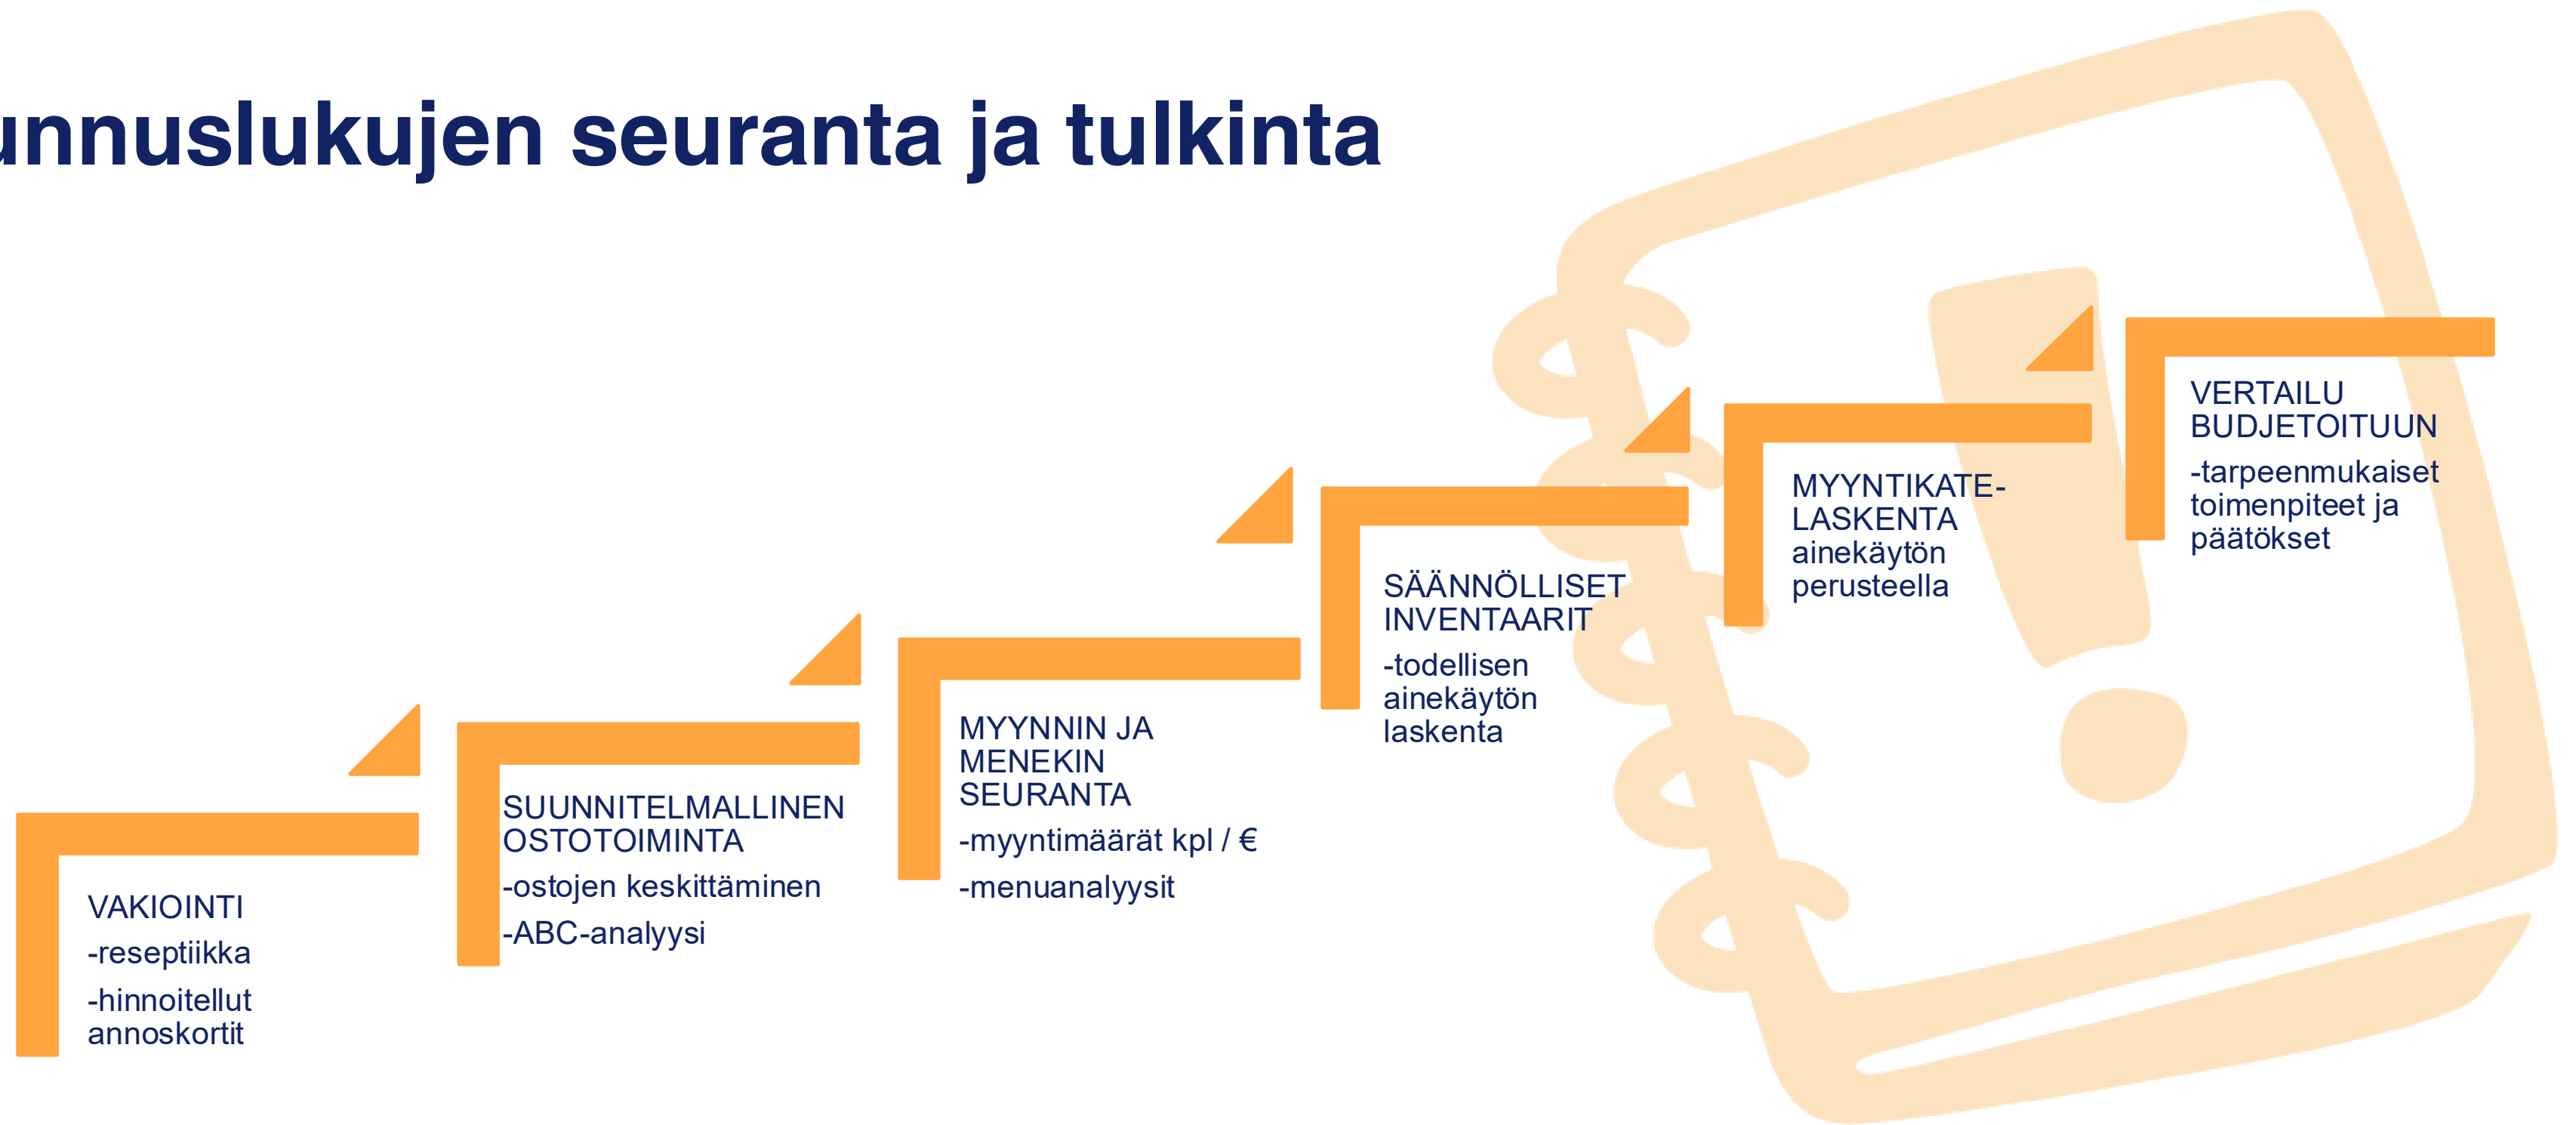 unnuslukujen seuranta ja tulkinta
VAKIOINTI
-reseptiikka
-hinnoitellut
annoskortit
SUUNNITELMALLINEN
OSTOTOIMINTA
-ostojen keskittäminen
-ABC-analyysi
MYYNNIN JA
MENEKIN
SEURANTA
-myyntimäärät kpl / €
-menuanalyysit
SÄÄNNÖLLISET
INVENTAARIT
-todellisen
ainekäytön
laskenta
MYYNTIKATE-
LASKENTA
ainekäytön
perusteella
VERTAILU
BUDJETOITUUN
-tarpeenmukaiset
toimenpiteet ja
päätökset